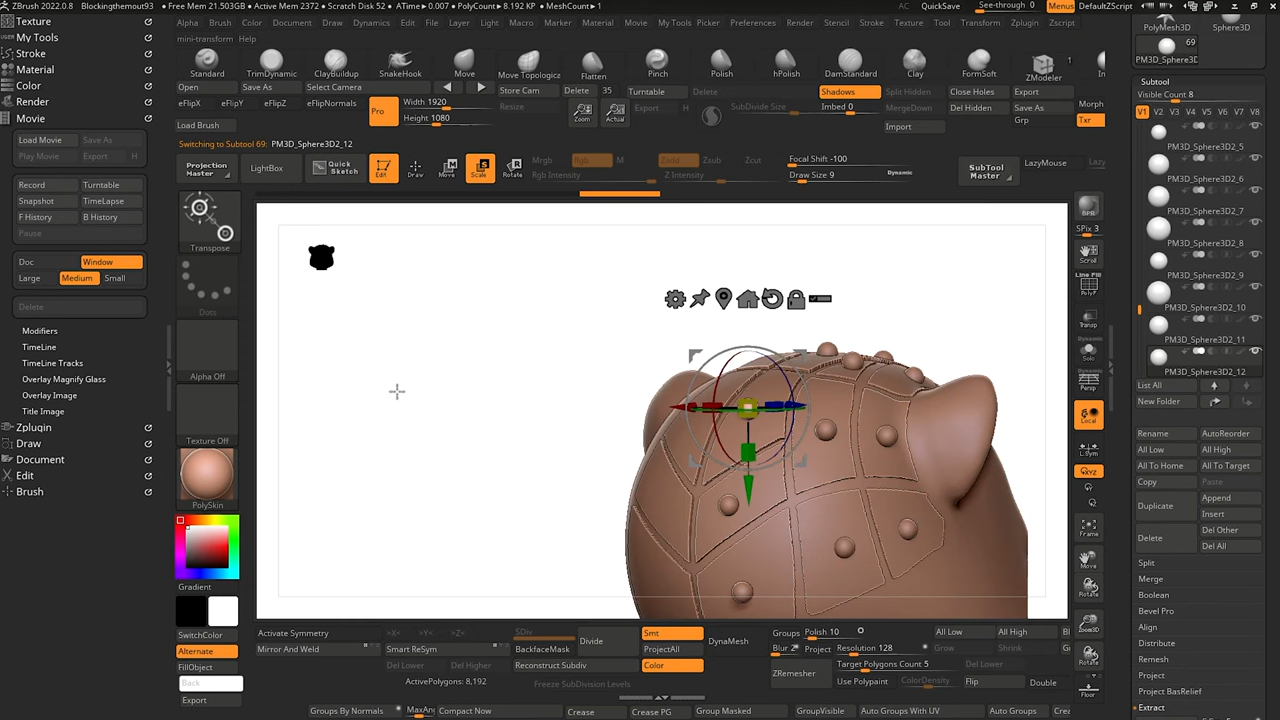 ZBrush 2022.0.8 Blockingthemout93 • Free Mem 21.503GB • Active Mem 2372 • Scratch Disk 52 • ATime▸0.007 • PolyCount▸8.192 KP • MeshCount▸1 AC QuickSave See-through 0 Menus DefaultZScript
Texture
My Tools
Stroke
Material
Color
Render
Movie
Load Movie Save As
Play Movie Export H
Record Turntable
Snapshot TimeLapse
F History B History
Pause
Doc Window
Large Medium Small
Delete
Modifiers
TimeLine
TimeLine Tracks
Overlay Magnify Glass
Overlay Image
Title Image
Zplugin
Draw
Document
Edit
Brush
Alpha Brush Color Document Draw Dynamics Edit File Layer Light Macro Marker Material Movie My Tools Picker Preferences Render Stencil Stroke Texture Tool Transform Zplugin Zscript
mini-transform Help
Standard TrimDynamic ClayBuildup SnakeHook Move Move Topologica Flatten Pinch Polish hPolish DamStandard Clay FormSoft ZModeler 1
Open Save As Select Camera Store Cam Delete 35 Turntable Delete Shadows Split Hidden Close Holes Export Morph
eFlipX eFlipY eFlipZ eFlipNormals Pro Width 1920 Height 1080 Resize Zoom Actual Export H SubDivide Size Imbed 0 MergeDown Del Hidden Save As Grp Txr
Load Brush Import
Switching to Subtool 69: PM3D_Sphere3D2_12
Projection Master LightBox Quick Sketch Edit Draw Move Scale Rotate Mrgb Rgb M Rgb Intensity Zadd Zsub Zcut Z Intensity Focal Shift -100 Draw Size 9 Dynamic SubTool Master LazyMouse
Transpose
Dots
Alpha Off
Texture Off
PolySkin
Gradient
SwitchColor
Alternate
FillObject
Back
Export
BPR
SPix 3
Scroll
Line Fill
PolyF
Transp
Dynamic
Solo
Dynamic
Persp
Local
L.Sym
XYZ
Frame
Move
Rotate
Zoom3D
Rotate
Floor
Activate Symmetry >X< >Y< >Z< SDiv Divide Smt DynaMesh Groups Polish 10 All Low All High
Mirror And Weld Smart ReSym BackfaceMask ProjectAll Project Resolution 128 Grow Shrink
Del Lower Del Higher Reconstruct Subdiv Color ZRemesher Target Polygons Count 5 Del Lower
ActivePolygons: 8,192 Freeze SubDivision Levels Use Polypaint ColorDensity Flip Double
Groups By Normals Compact Now Crease Crease PG Group Masked GroupVisible Auto Groups With UV Auto Groups
PolyMesh3D Sphere3D
69
Subtool
Visible Count 8
V1 V2 V3 V4 V5 V6 V7 V8
PM3D_Sphere3D2_5
PM3D_Sphere3D2_6
PM3D_Sphere3D2_7
PM3D_Sphere3D2_8
PM3D_Sphere3D2_9
PM3D_Sphere3D2_10
PM3D_Sphere3D2_11
PM3D_Sphere3D2_12
List All
New Folder
Rename AutoReorder
All Low All High
All To Home All To Target
Copy Paste
Duplicate Append
Insert
Delete Del Other
Del All
Split
Merge
Boolean
Bevel Pro
Align
Distribute
Remesh
Project
Project BasRelief
Extract